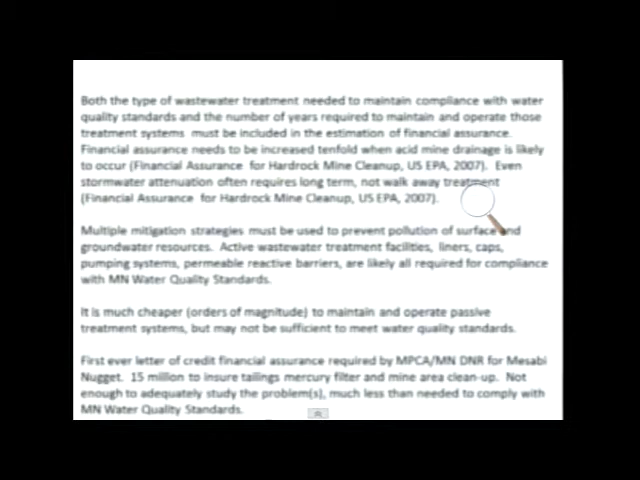 Both the type of wastewater treatment needed to maintain compliance with water
quality standards and the number of years required to maintain and operate those
treatment systems must be included in the estimation of financial assurance.
Financial assurance needs to be increased tenfold when acid mine drainage is likely
to occur (Financial Assurance for Hardrock Mine Cleanup, US EPA, 2007). Even
stormwater attenuation often requires long term, not walk away treatment
(Financial Assurance for Hardrock Mine Cleanup, US EPA, 2007).
Multiple mitigation strategies must be used to prevent pollution of surface and
groundwater resources. Active wastewater treatment facilities, liners, caps,
pumping systems, permeable reactive barriers, are likely all required for compliance
with MN Water Quality Standards.
It is much cheaper (orders of magnitude) to maintain and operate passive
treatment systems, but may not be sufficient to meet water quality standards.
First ever letter of credit financial assurance required by MPCA/MN DNR for Mesabi
Nugget. 15 million to insure tailings mercury filter and mine area clean-up. Not
enough to adequately study the problem(s), much less than needed to comply with
MN Water Quality Standards.